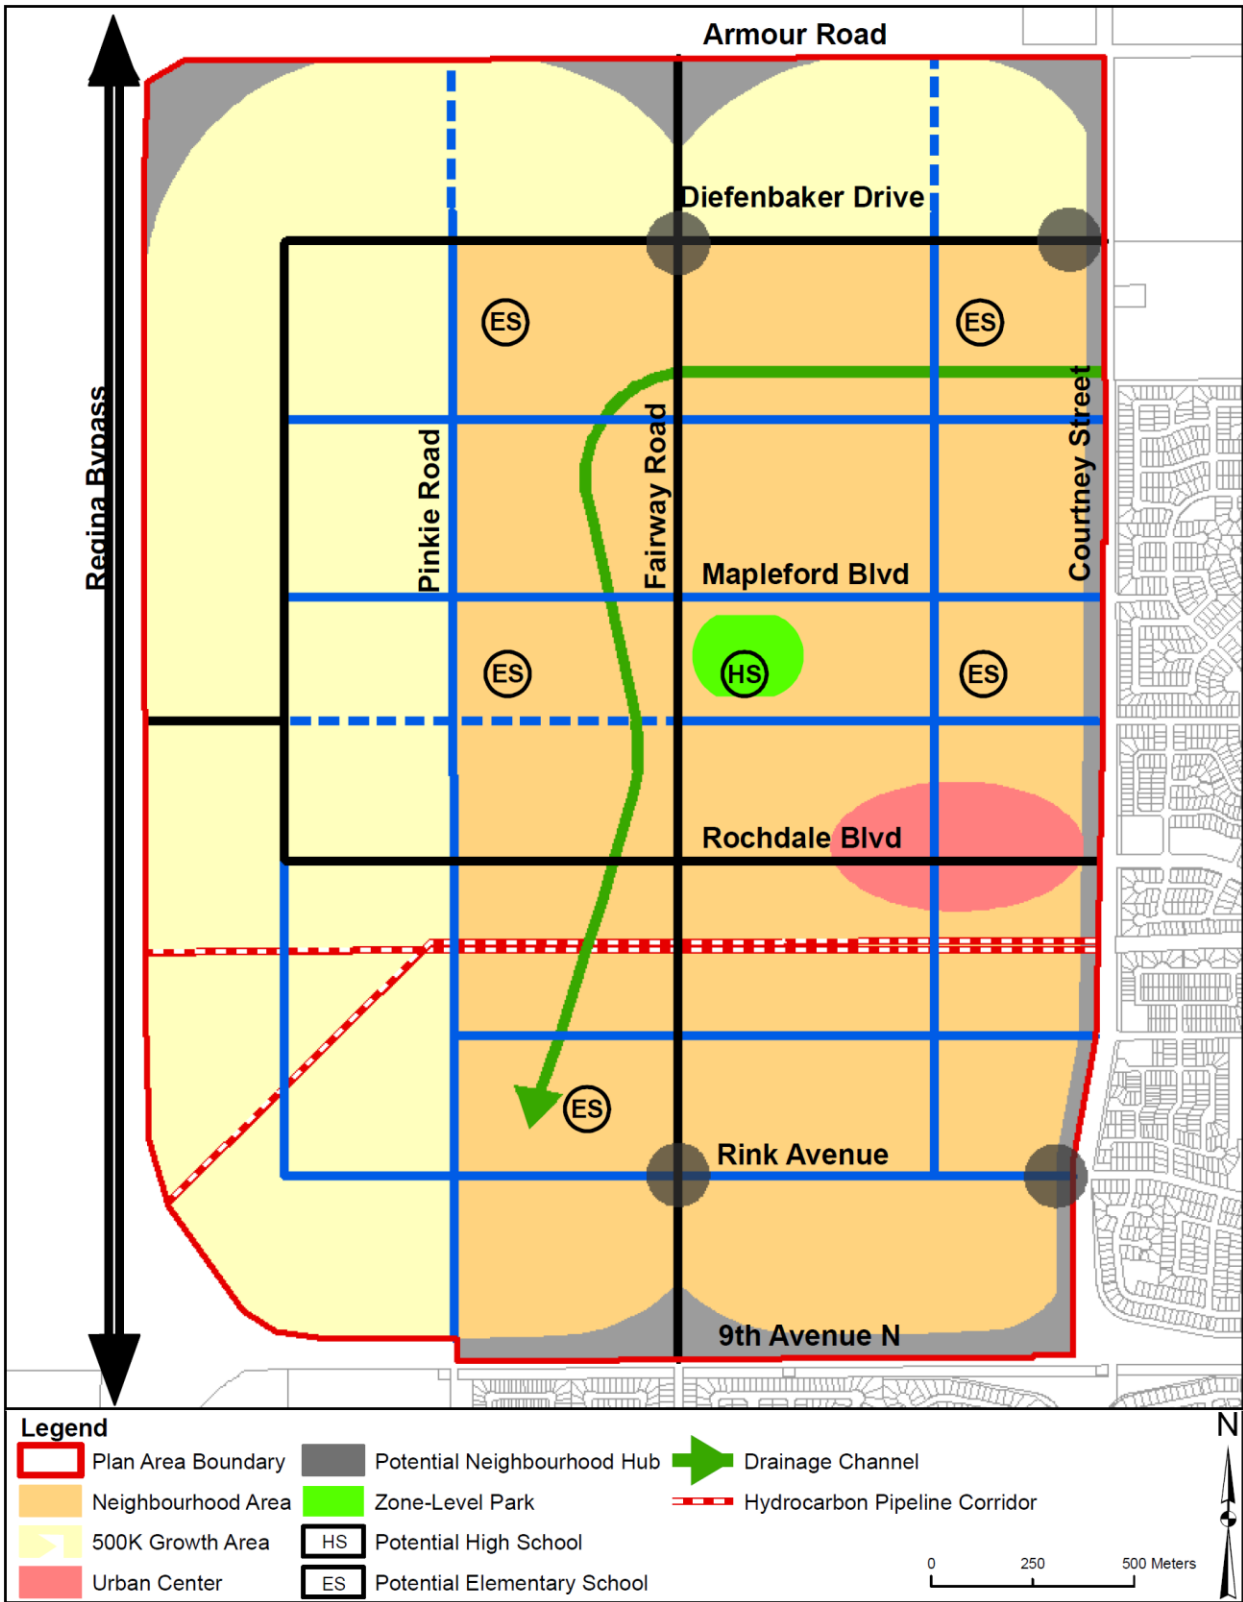 Armour Road
Diefenbaker Drive
ES
ES
Regina Bypass
Pinkie Road
Fairway Road
Courtney Street
Mapleford Blvd
ES
HS
ES
Rochdale Blvd
ES
Rink Avenue
9th Avenue N
Legend
Plan Area Boundary
Neighbourhood Area
500K Growth Area
Urban Center
Potential Neighbourhood Hub
Zone-Level Park
HS Potential High School
ES Potential Elementary School
Drainage Channel
Hydrocarbon Pipeline Corridor
N
0 250 500 Meters